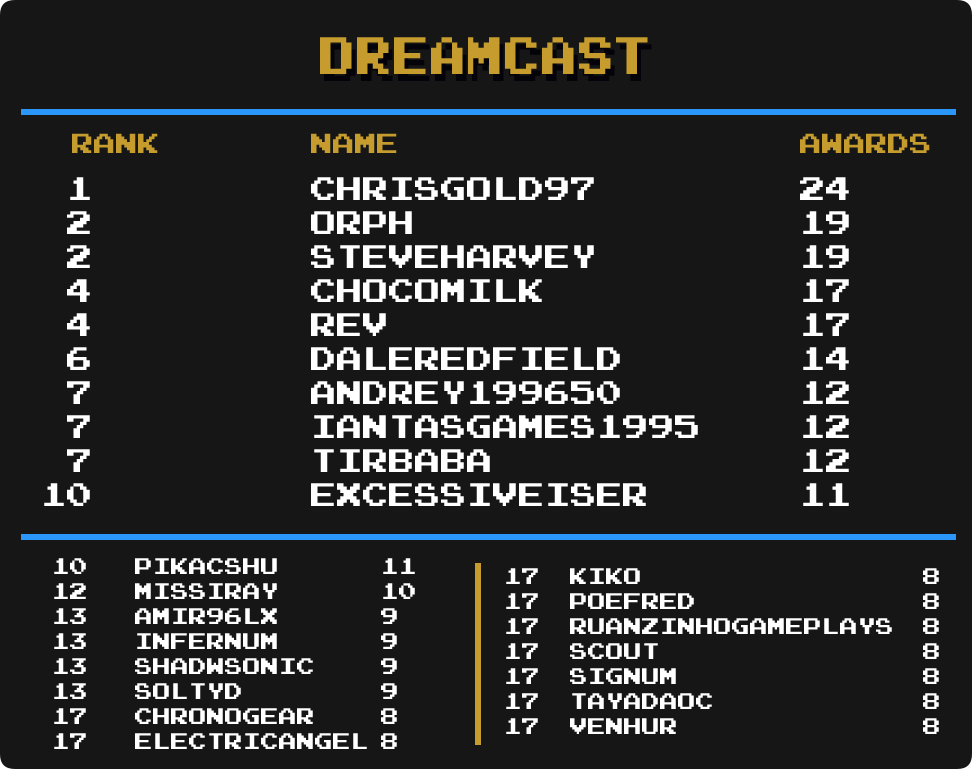 DREAMCAST
RANK NAME AWARDS
1 CHRISGOLD97 24
2 ORPH 19
2 STEVEHARVEY 19
4 CHOCOMILK 17
4 REV 17
6 DALEREDFIELD 14
7 ANDREY199650 12
7 IANTASGAMES1995 12
7 TIRBABA 12
10 EXCESSIVEISER 11
10 PIKACSHU 11
12 MISSIRAY 10
13 AMIR96LX 9
13 INFERNUM 9
13 SHADWSONIC 9
13 SOLTYD 9
17 CHRONOGEAR 8
17 ELECTRICANGEL 8
17 KIKO 8
17 POEFRED 8
17 RUANZINHOGAMEPLAYS 8
17 SCOUT 8
17 SIGNUM 8
17 TAYADAOC 8
17 VENHUR 8